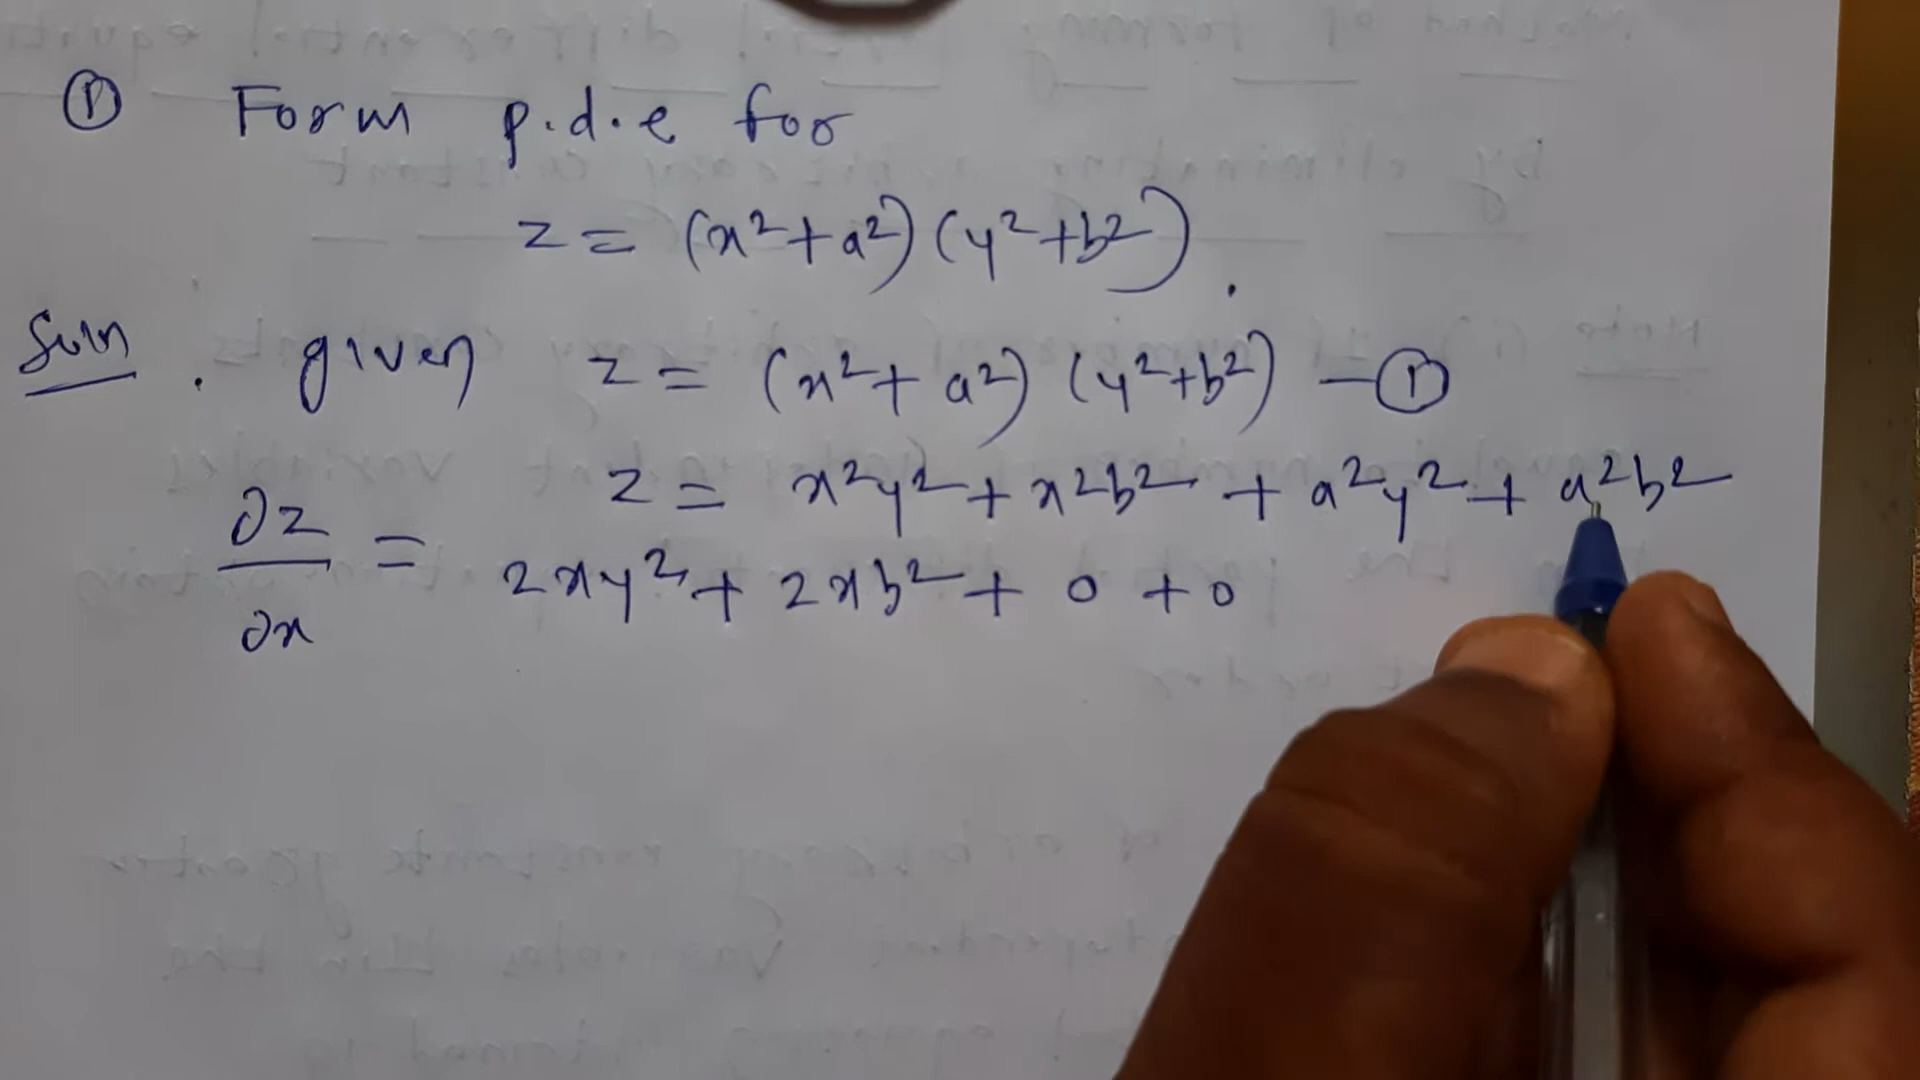 ① Form p.d.e for
z = (x²+a²)(y²+b²).
Soln. given z = (x²+a²)(y²+b²) —①
z = x²y² + x²b² + a²y² + a²b²
∂z/∂x = 2xy² + 2xb² + 0 + 0